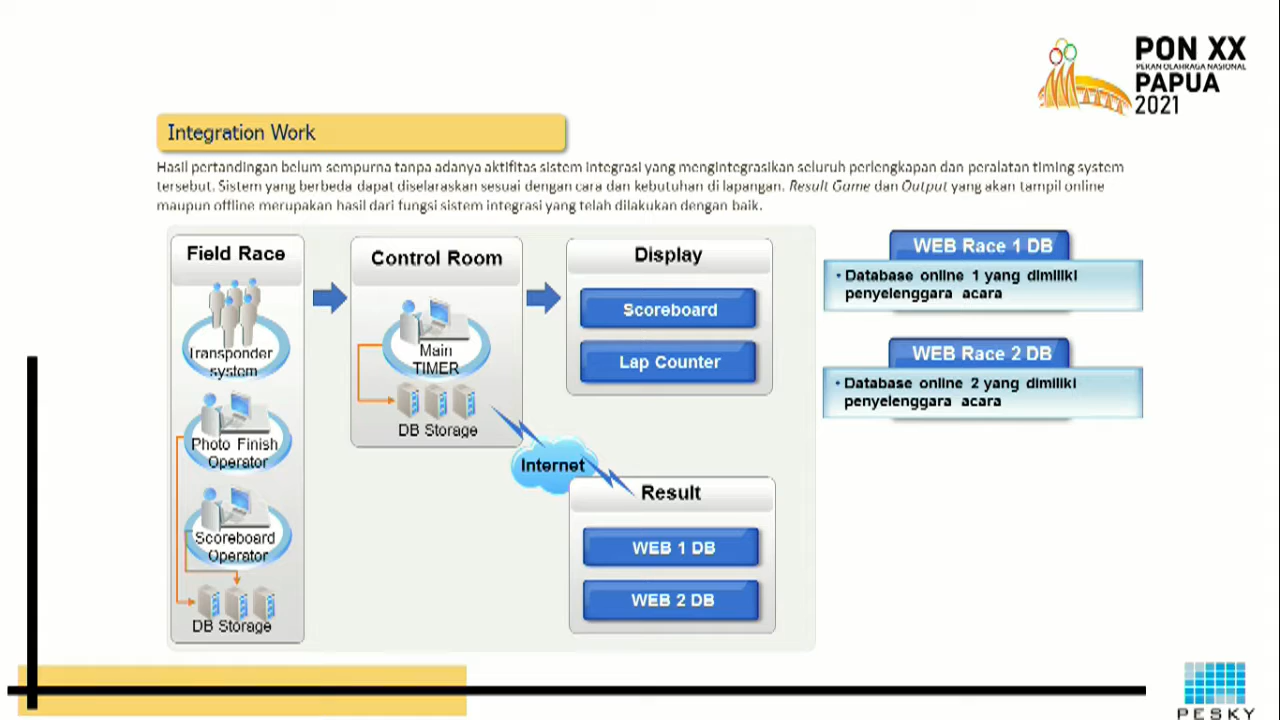 PON XX
PEKAN OLAHRAGA NASIONAL
PAPUA
2021
Integration Work
Hasil pertandingan belum sempurna tanpa adanya aktifitas sistem integrasi yang mengintegrasikan seluruh perlengkapan dan peralatan timing system
tersebut. Sistem yang berbeda dapat diselaraskan sesuai dengan cara dan kebutuhan di lapangan. Result Game dan Output yang akan tampil online
maupun offline merupakan hasil dari fungsi sistem integrasi yang telah dilakukan dengan baik.
Field Race
Transponder
system
Photo Finish
Operator
Scoreboard
Operator
DB Storage
Control Room
Main
TIMER
DB Storage
Internet
Display
Scoreboard
Lap Counter
Result
WEB 1 DB
WEB 2 DB
WEB Race 1 DB
• Database online 1 yang dimiliki
penyelenggara acara
WEB Race 2 DB
• Database online 2 yang dimiliki
penyelenggara acara
PESKY